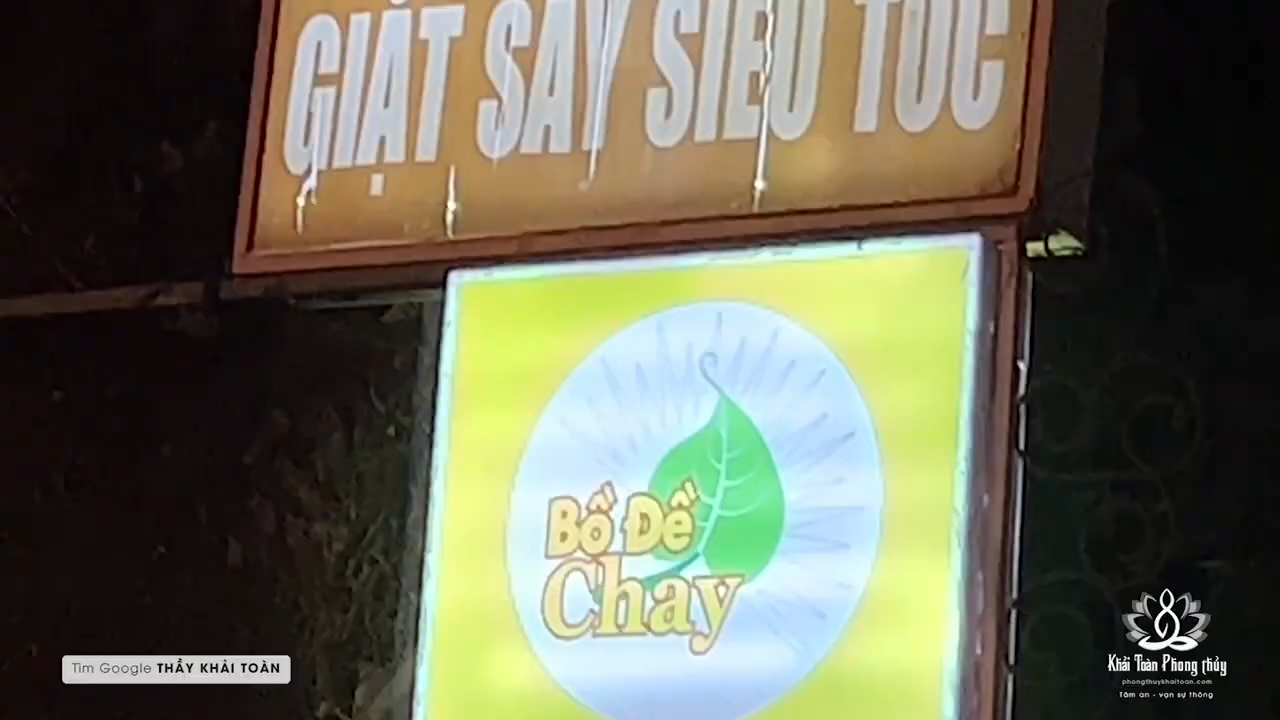 GIẶT SẤY SIÊU TỐC
Bồ Đề
Chay
Tìm Google THẦY KHẢI TOÀN
Khải Toàn Phong thủy
phongthuykhaitoan.com
Tâm an - vạn sự thông